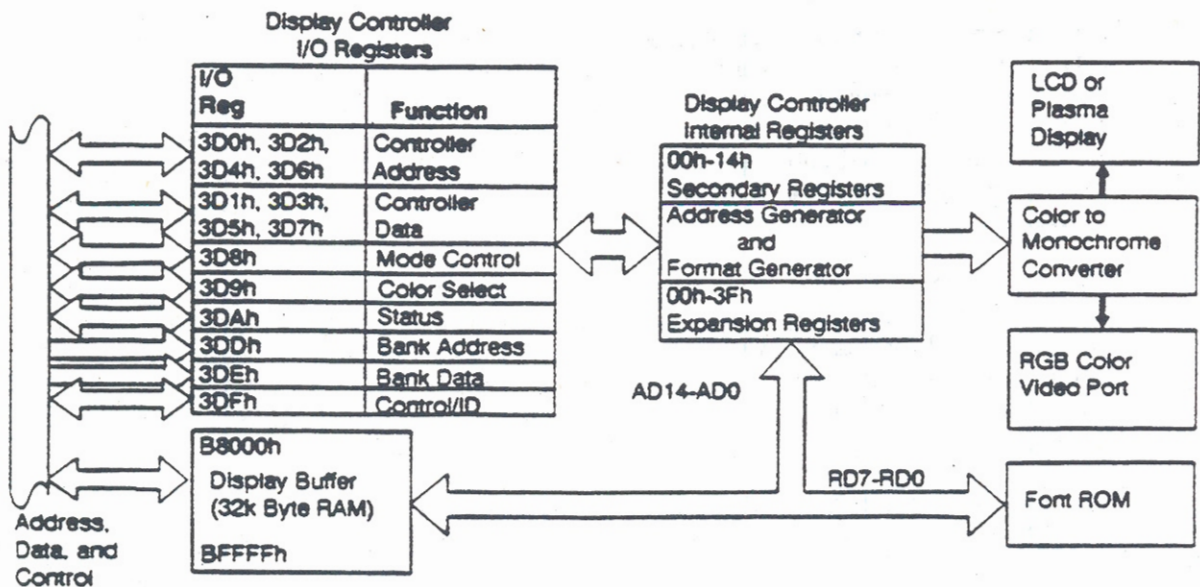 Display Controller
I/O Registers
I/O
Reg
Function
3D0h, 3D2h,
3D4h, 3D6h
Controller
Address
3D1h, 3D3h,
3D5h, 3D7h
Controller
Data
3D8h
Mode Control
3D9h
Color Select
3DAh
Status
3DDh
Bank Address
3DEh
Bank Data
3DFh
Control/ID
B8000h
Display Buffer
(32k Byte RAM)
BFFFFh
Address,
Data, and
Control
Display Controller
Internal Registers
00h-14h
Secondary Registers
Address Generator
and
Format Generator
00h-3Fh
Expansion Registers
AD14-AD0
RD7-RD0
LCD or
Plasma
Display
Color to
Monochrome
Converter
RGB Color
Video Port
Font ROM